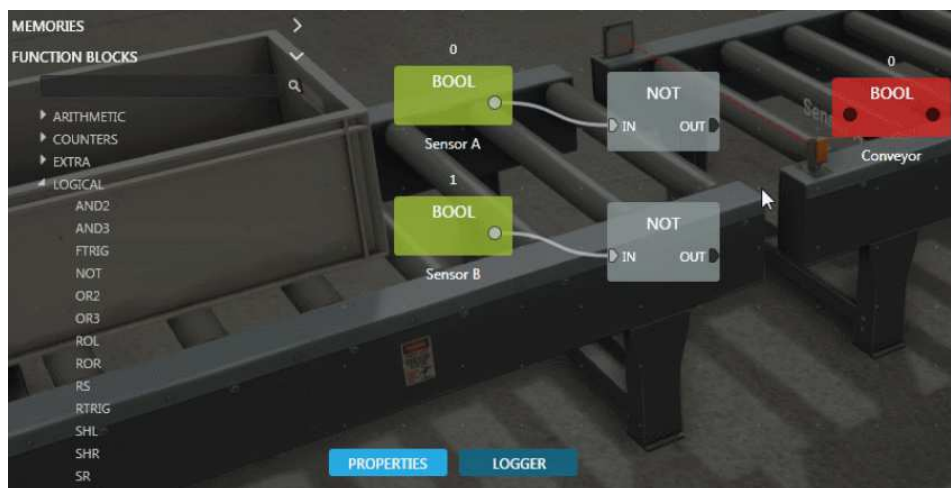 MEMORIES
FUNCTION BLOCKS
ARITHMETIC
COUNTERS
EXTRA
LOGICAL
AND2
AND3
FTRIG
NOT
OR2
OR3
ROL
ROR
RS
RTRIG
SHL
SHR
SR
0
BOOL
Sensor A
NOT
IN OUT
1
BOOL
Sensor B
NOT
IN OUT
0
BOOL
Conveyor
PROPERTIES
LOGGER